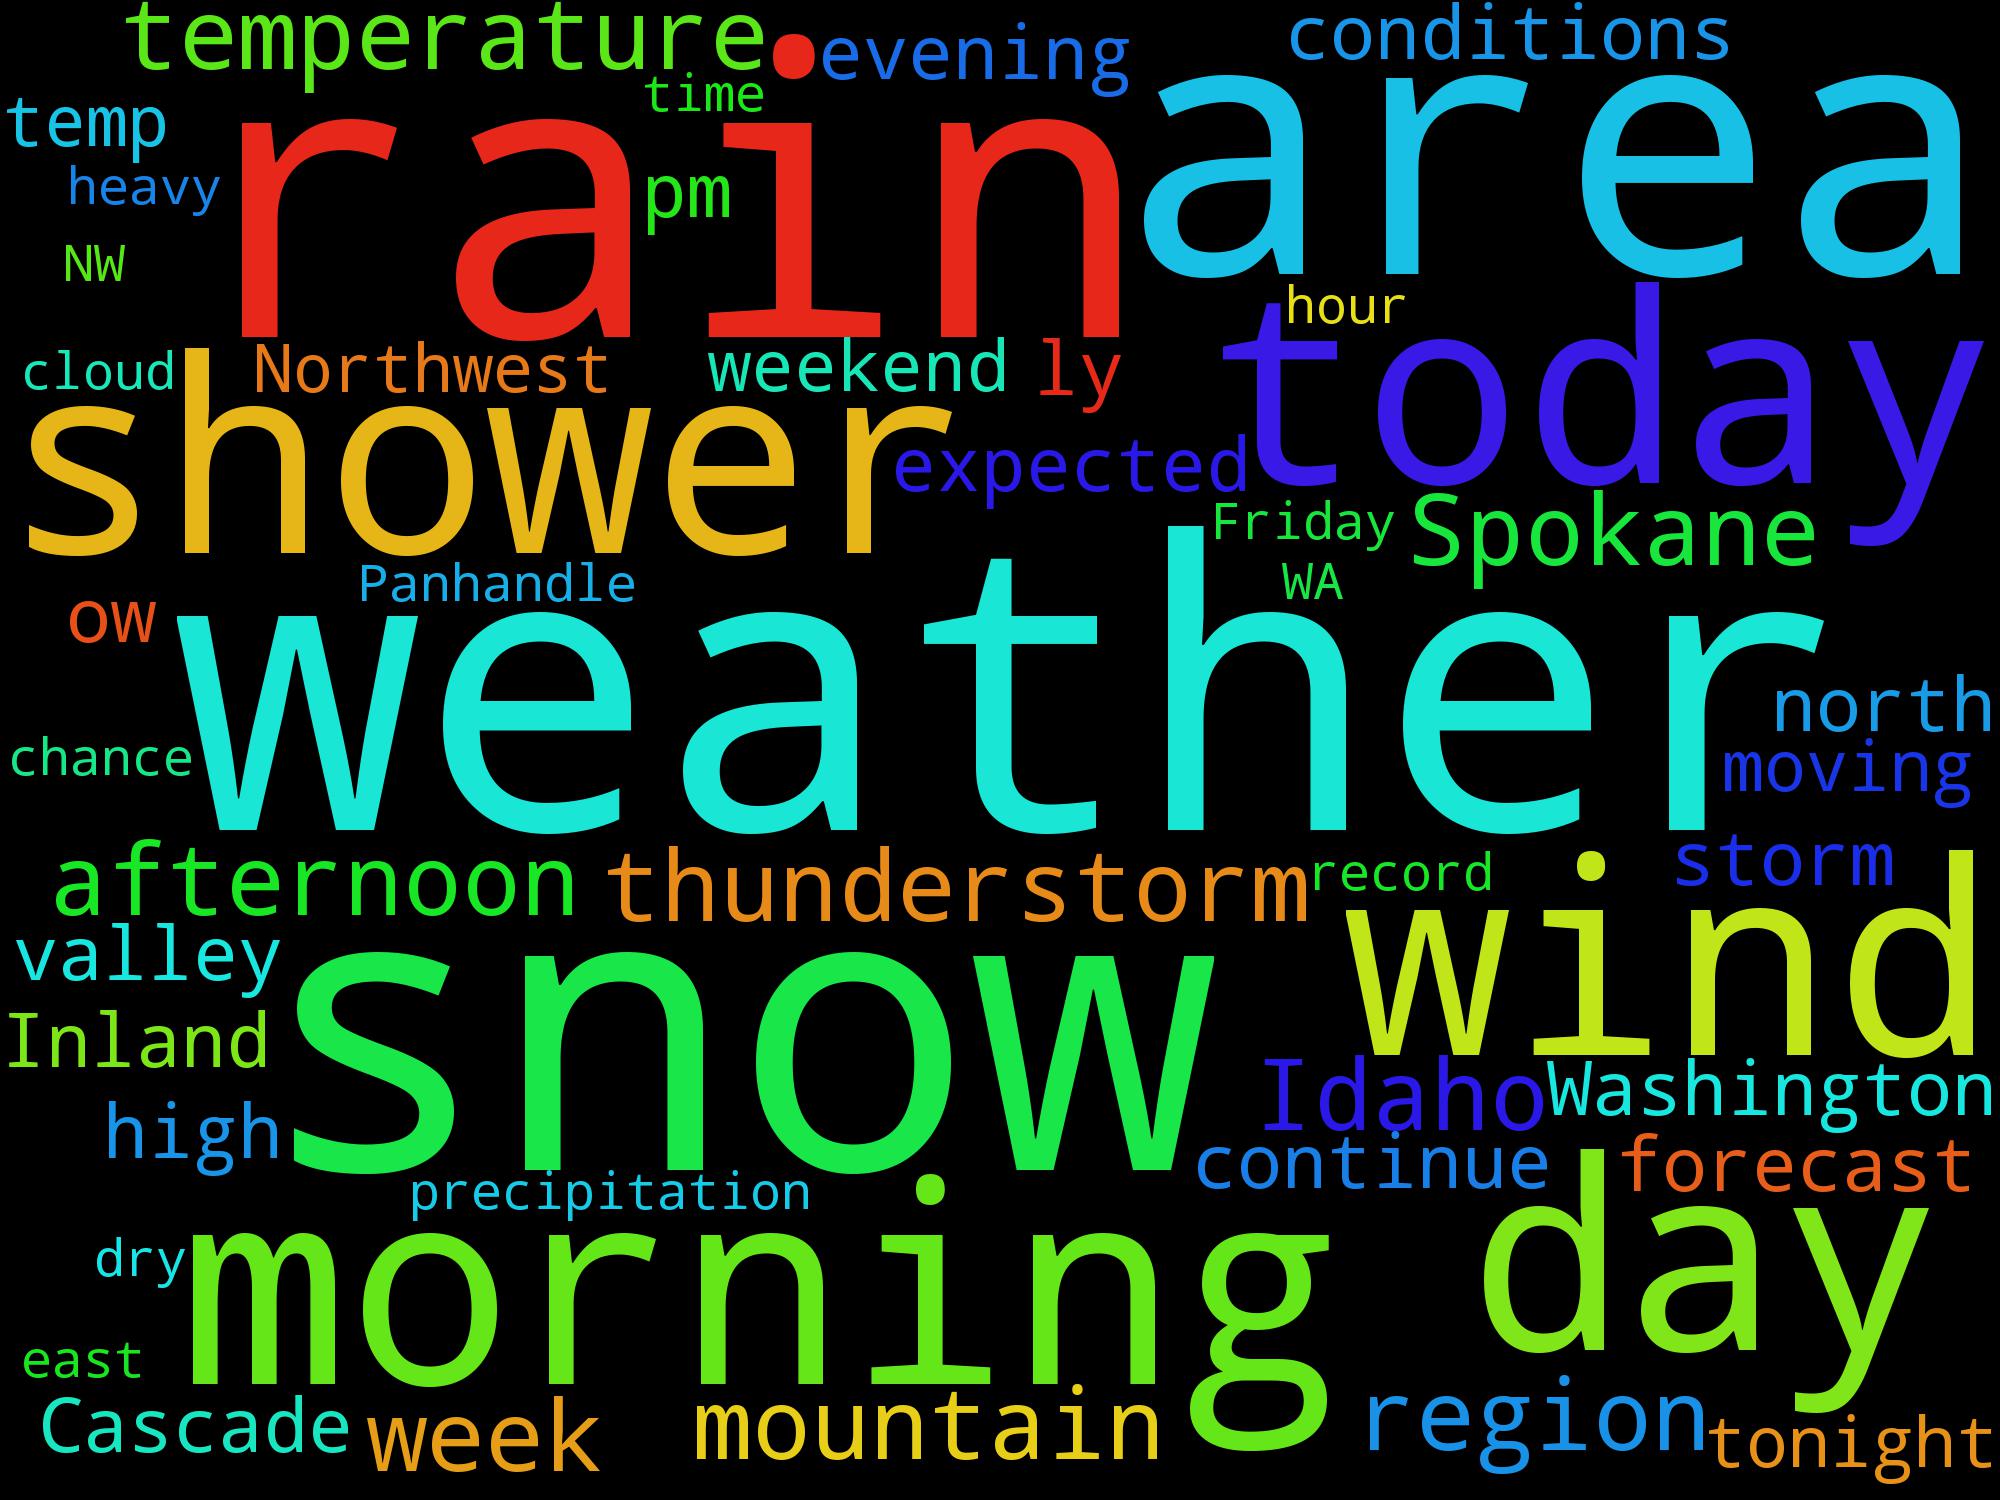 temperature
evening
conditions
time
temp
heavy
rain
pm
area
NW
hour
today
cloud
Northwest
weekend
ly
shower
expected
Friday
Spokane
WA
Panhandle
ow
weather
north
moving
chance
afternoon
thunderstorm
record
storm
wind
valley
Inland
snow
high
Idaho
Washington
continue
forecast
precipitation
dry
morning
day
east
Cascade
week
mountain
region
tonight